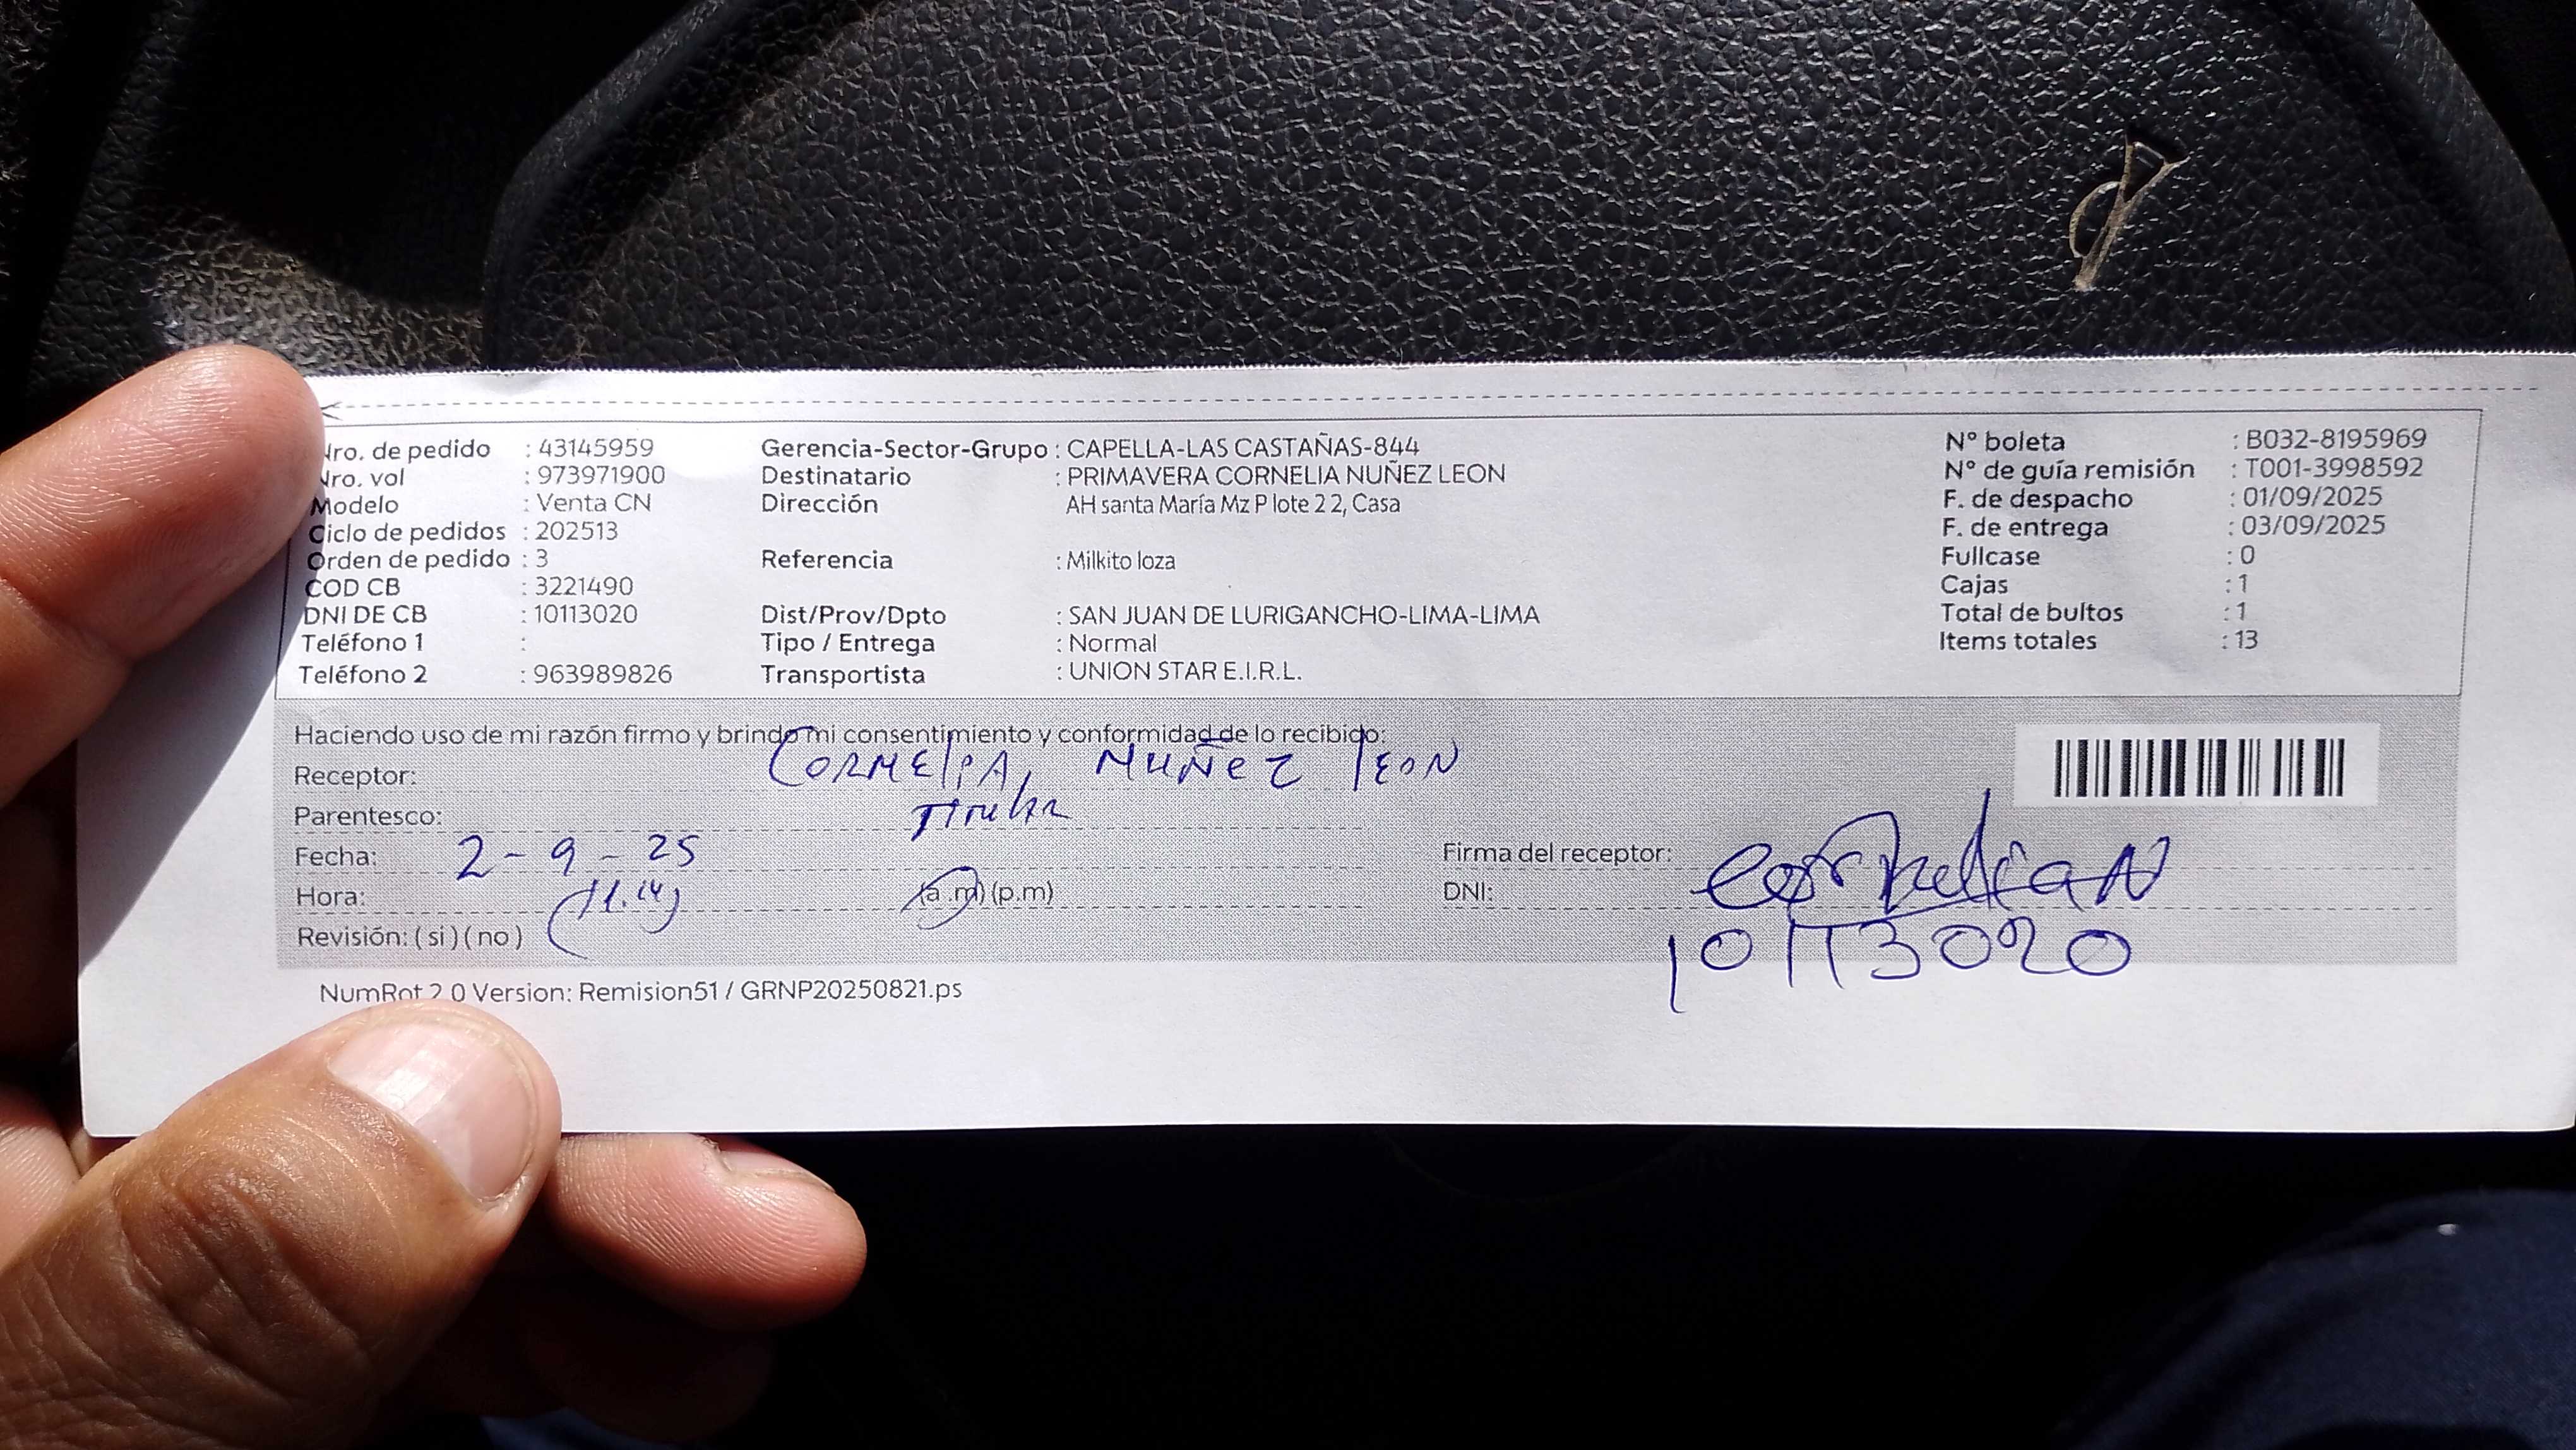 Nro. de pedido : 43145959 Gerencia-Sector-Grupo : CAPELLA-LAS CASTAÑAS-844 Nº boleta : B032-8195969
Nro. vol : 973971900 Destinatario : PRIMAVERA CORNELIA NUÑEZ LEON Nº de guía remisión : T001-3998592
Modelo : Venta CN Dirección AH santa María Mz P lote 2 2, Casa F. de despacho : 01/09/2025
Ciclo de pedidos : 202513 F. de entrega : 03/09/2025
Orden de pedido : 3 Referencia : Milkito loza Fullcase : 0
COD CB : 3221490 Cajas : 1
DNI DE CB : 10113020 Dist/Prov/Dpto : SAN JUAN DE LURIGANCHO-LIMA-LIMA Total de bultos : 1
Teléfono 1 : Tipo / Entrega : Normal Items totales : 13
Teléfono 2 : 963989826 Transportista : UNION STAR E.I.R.L.
Haciendo uso de mi razón firmo y brindo mi consentimiento y conformidad de lo recibido:
Receptor: CORNElIA, NUÑEZ lEON
Parentesco: Titular
Fecha: 2-9-25 Firma del receptor: Cornelia N
Hora: (11.14) (a.m) (p.m) DNI: 10113020
Revisión: ( si ) ( no )
NumRot 2.0 Version: Remision51 / GRNP20250821.ps